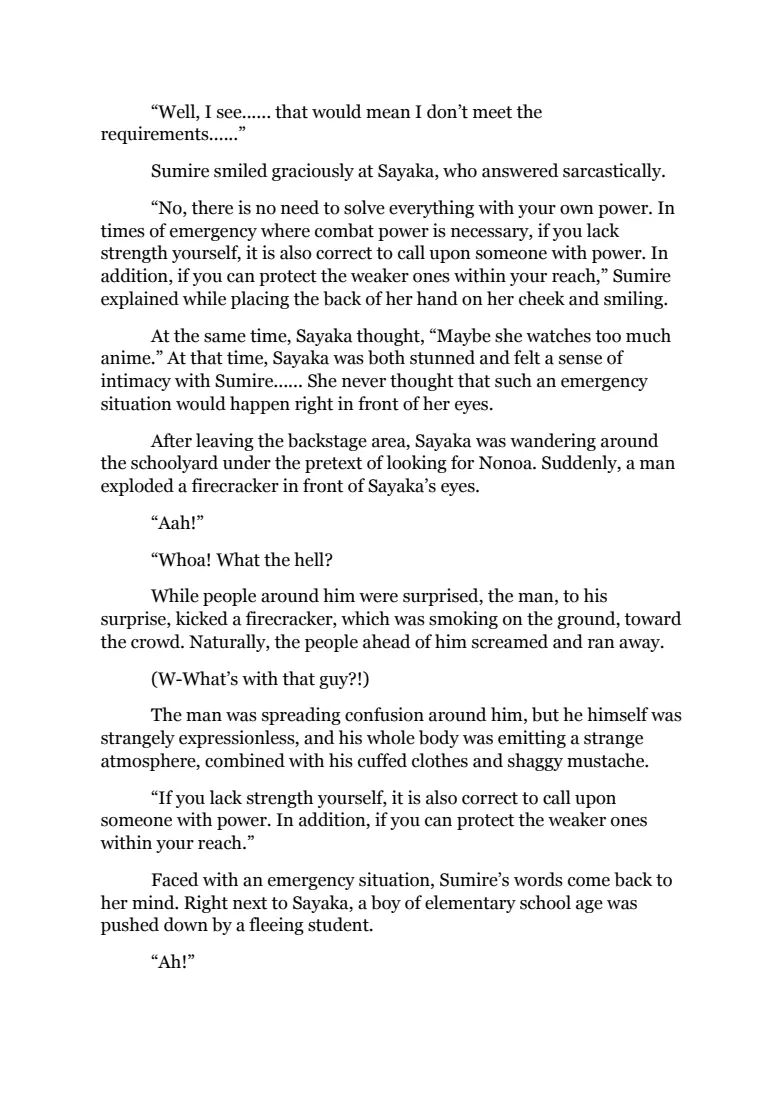 “Well, I see...... that would mean I don’t meet the
requirements......”
Sumire smiled graciously at Sayaka, who answered sarcastically.
“No, there is no need to solve everything with your own power. In
times of emergency where combat power is necessary, if you lack
strength yourself, it is also correct to call upon someone with power. In
addition, if you can protect the weaker ones within your reach,” Sumire
explained while placing the back of her hand on her cheek and smiling.
At the same time, Sayaka thought, “Maybe she watches too much
anime.” At that time, Sayaka was both stunned and felt a sense of
intimacy with Sumire...... She never thought that such an emergency
situation would happen right in front of her eyes.
After leaving the backstage area, Sayaka was wandering around
the schoolyard under the pretext of looking for Nonoa. Suddenly, a man
exploded a firecracker in front of Sayaka’s eyes.
“Aah!”
“Whoa! What the hell?
While people around him were surprised, the man, to his
surprise, kicked a firecracker, which was smoking on the ground, toward
the crowd. Naturally, the people ahead of him screamed and ran away.
(W-What’s with that guy?!)
The man was spreading confusion around him, but he himself was
strangely expressionless, and his whole body was emitting a strange
atmosphere, combined with his cuffed clothes and shaggy mustache.
“If you lack strength yourself, it is also correct to call upon
someone with power. In addition, if you can protect the weaker ones
within your reach.”
Faced with an emergency situation, Sumire’s words come back to
her mind. Right next to Sayaka, a boy of elementary school age was
pushed down by a fleeing student.
“Ah!”